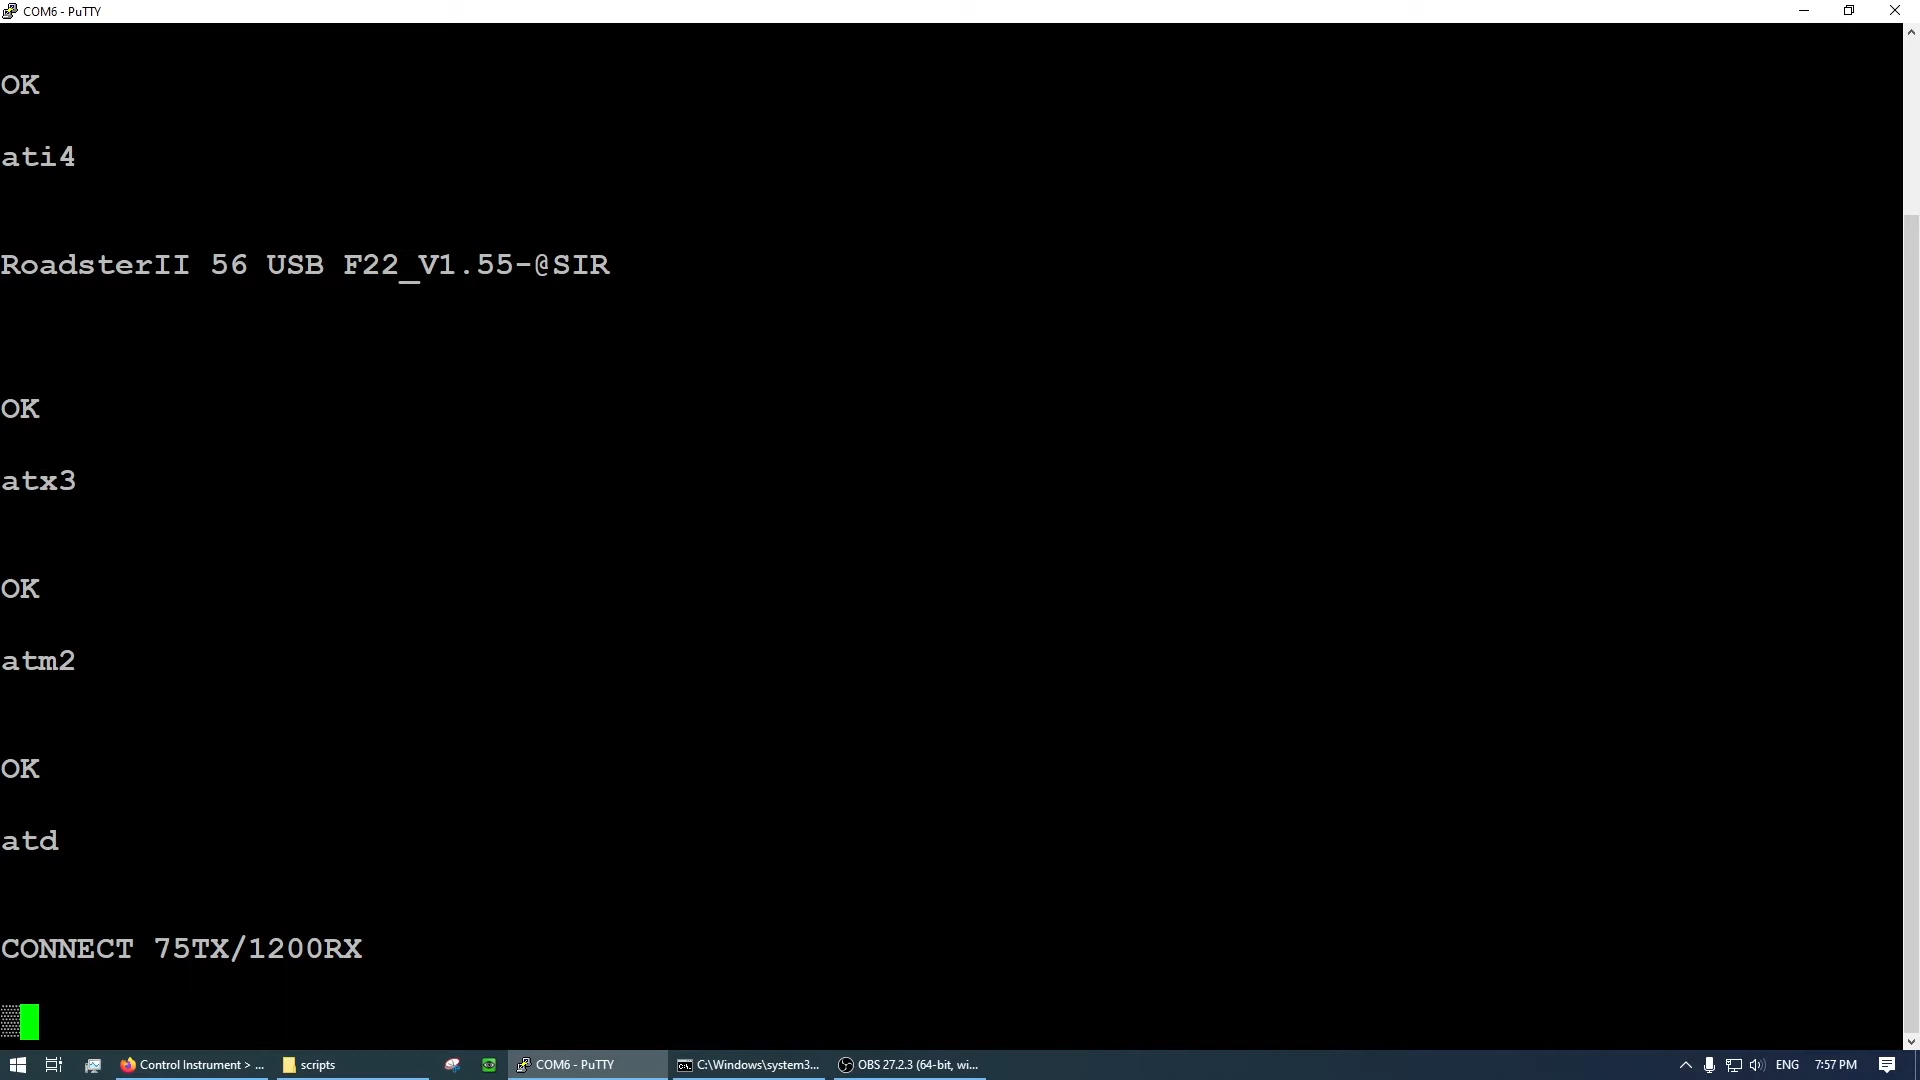 COM6 - PuTTY
OK
ati4
RoadsterII 56 USB F22_V1.55-@SIR
OK
atx3
OK
atm2
OK
atd
CONNECT 75TX/1200RX
Control Instrument > ...
scripts
COM6 - PuTTY
C:\Windows\system3...
OBS 27.2.3 (64-bit, wi...
ENG
7:57 PM